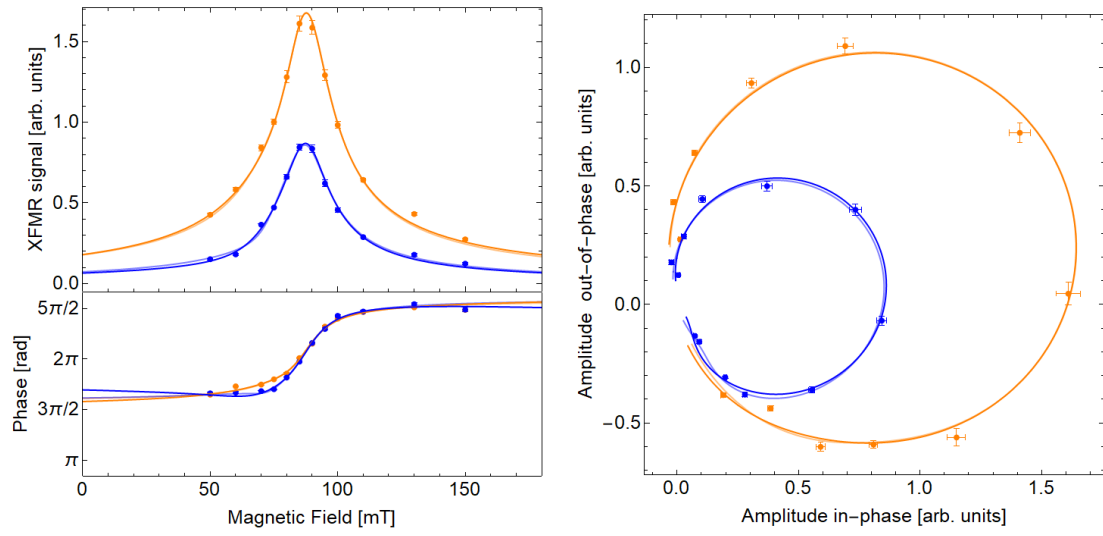 XFMR signal [arb. units]
1.5
1.0
0.5
0.0
Phase [rad]
5π/2
2π
3π/2
π
0
50
100
150
Magnetic Field [mT]
Amplitude out-of-phase [arb. units]
1.0
0.5
0.0
-0.5
0.0
0.5
1.0
1.5
Amplitude in-phase [arb. units]